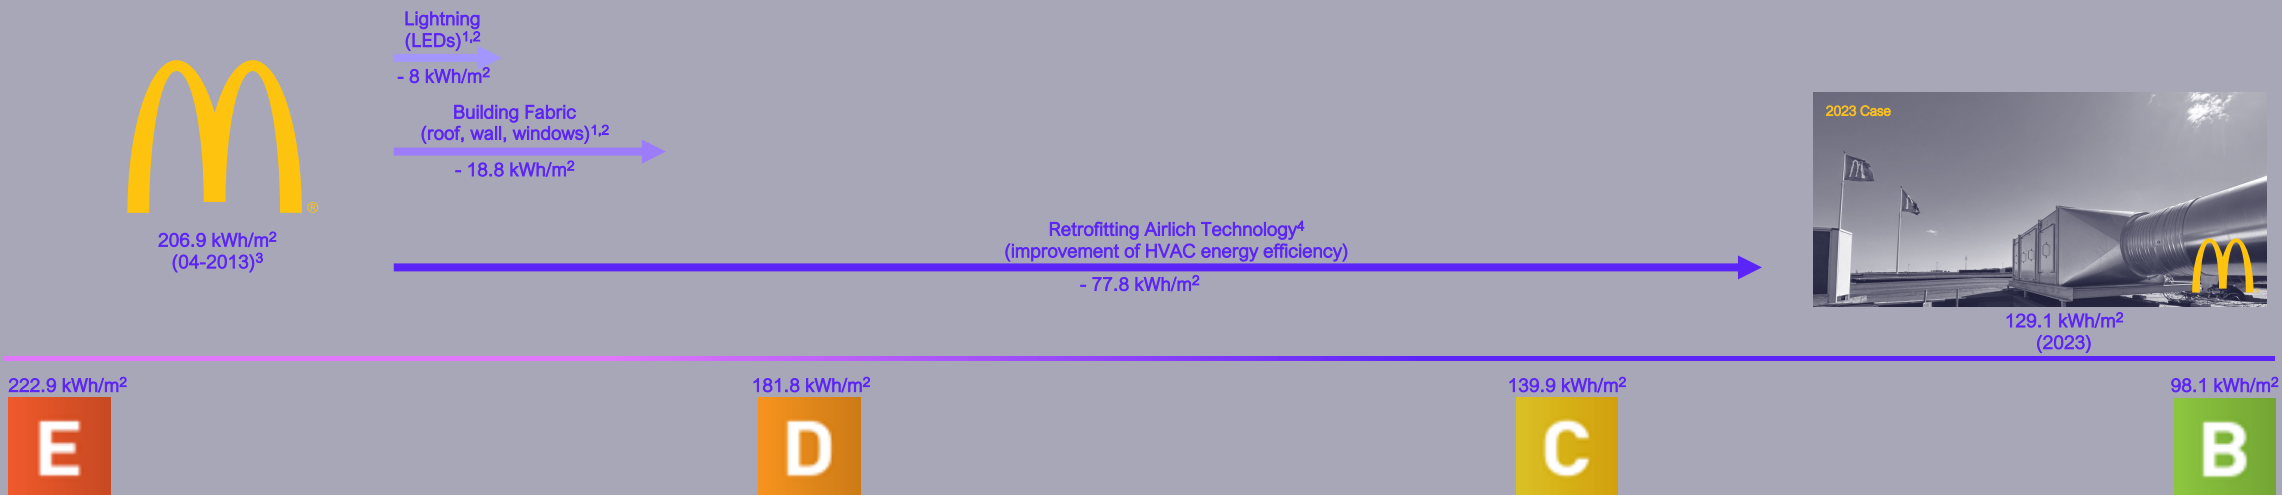 Lightning
(LEDs)1,2
- 8 kWh/m2
Building Fabric
(roof, wall, windows)1,2
- 18.8 kWh/m2
®
206.9 kWh/m2
(04-2013)3
Retrofitting Airlich Technology4
(improvement of HVAC energy efficiency)
- 77.8 kWh/m2
2023 Case
129.1 kWh/m2
(2023)
222.9 kWh/m2
181.8 kWh/m2
139.9 kWh/m2
98.1 kWh/m2
E
D
C
B